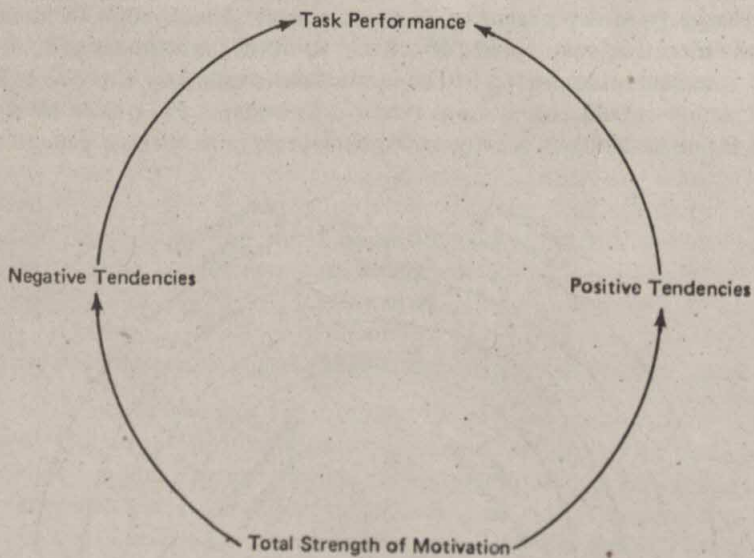 Task Performance
Negative Tendencies
Positive Tendencies
Total Strength of Motivation